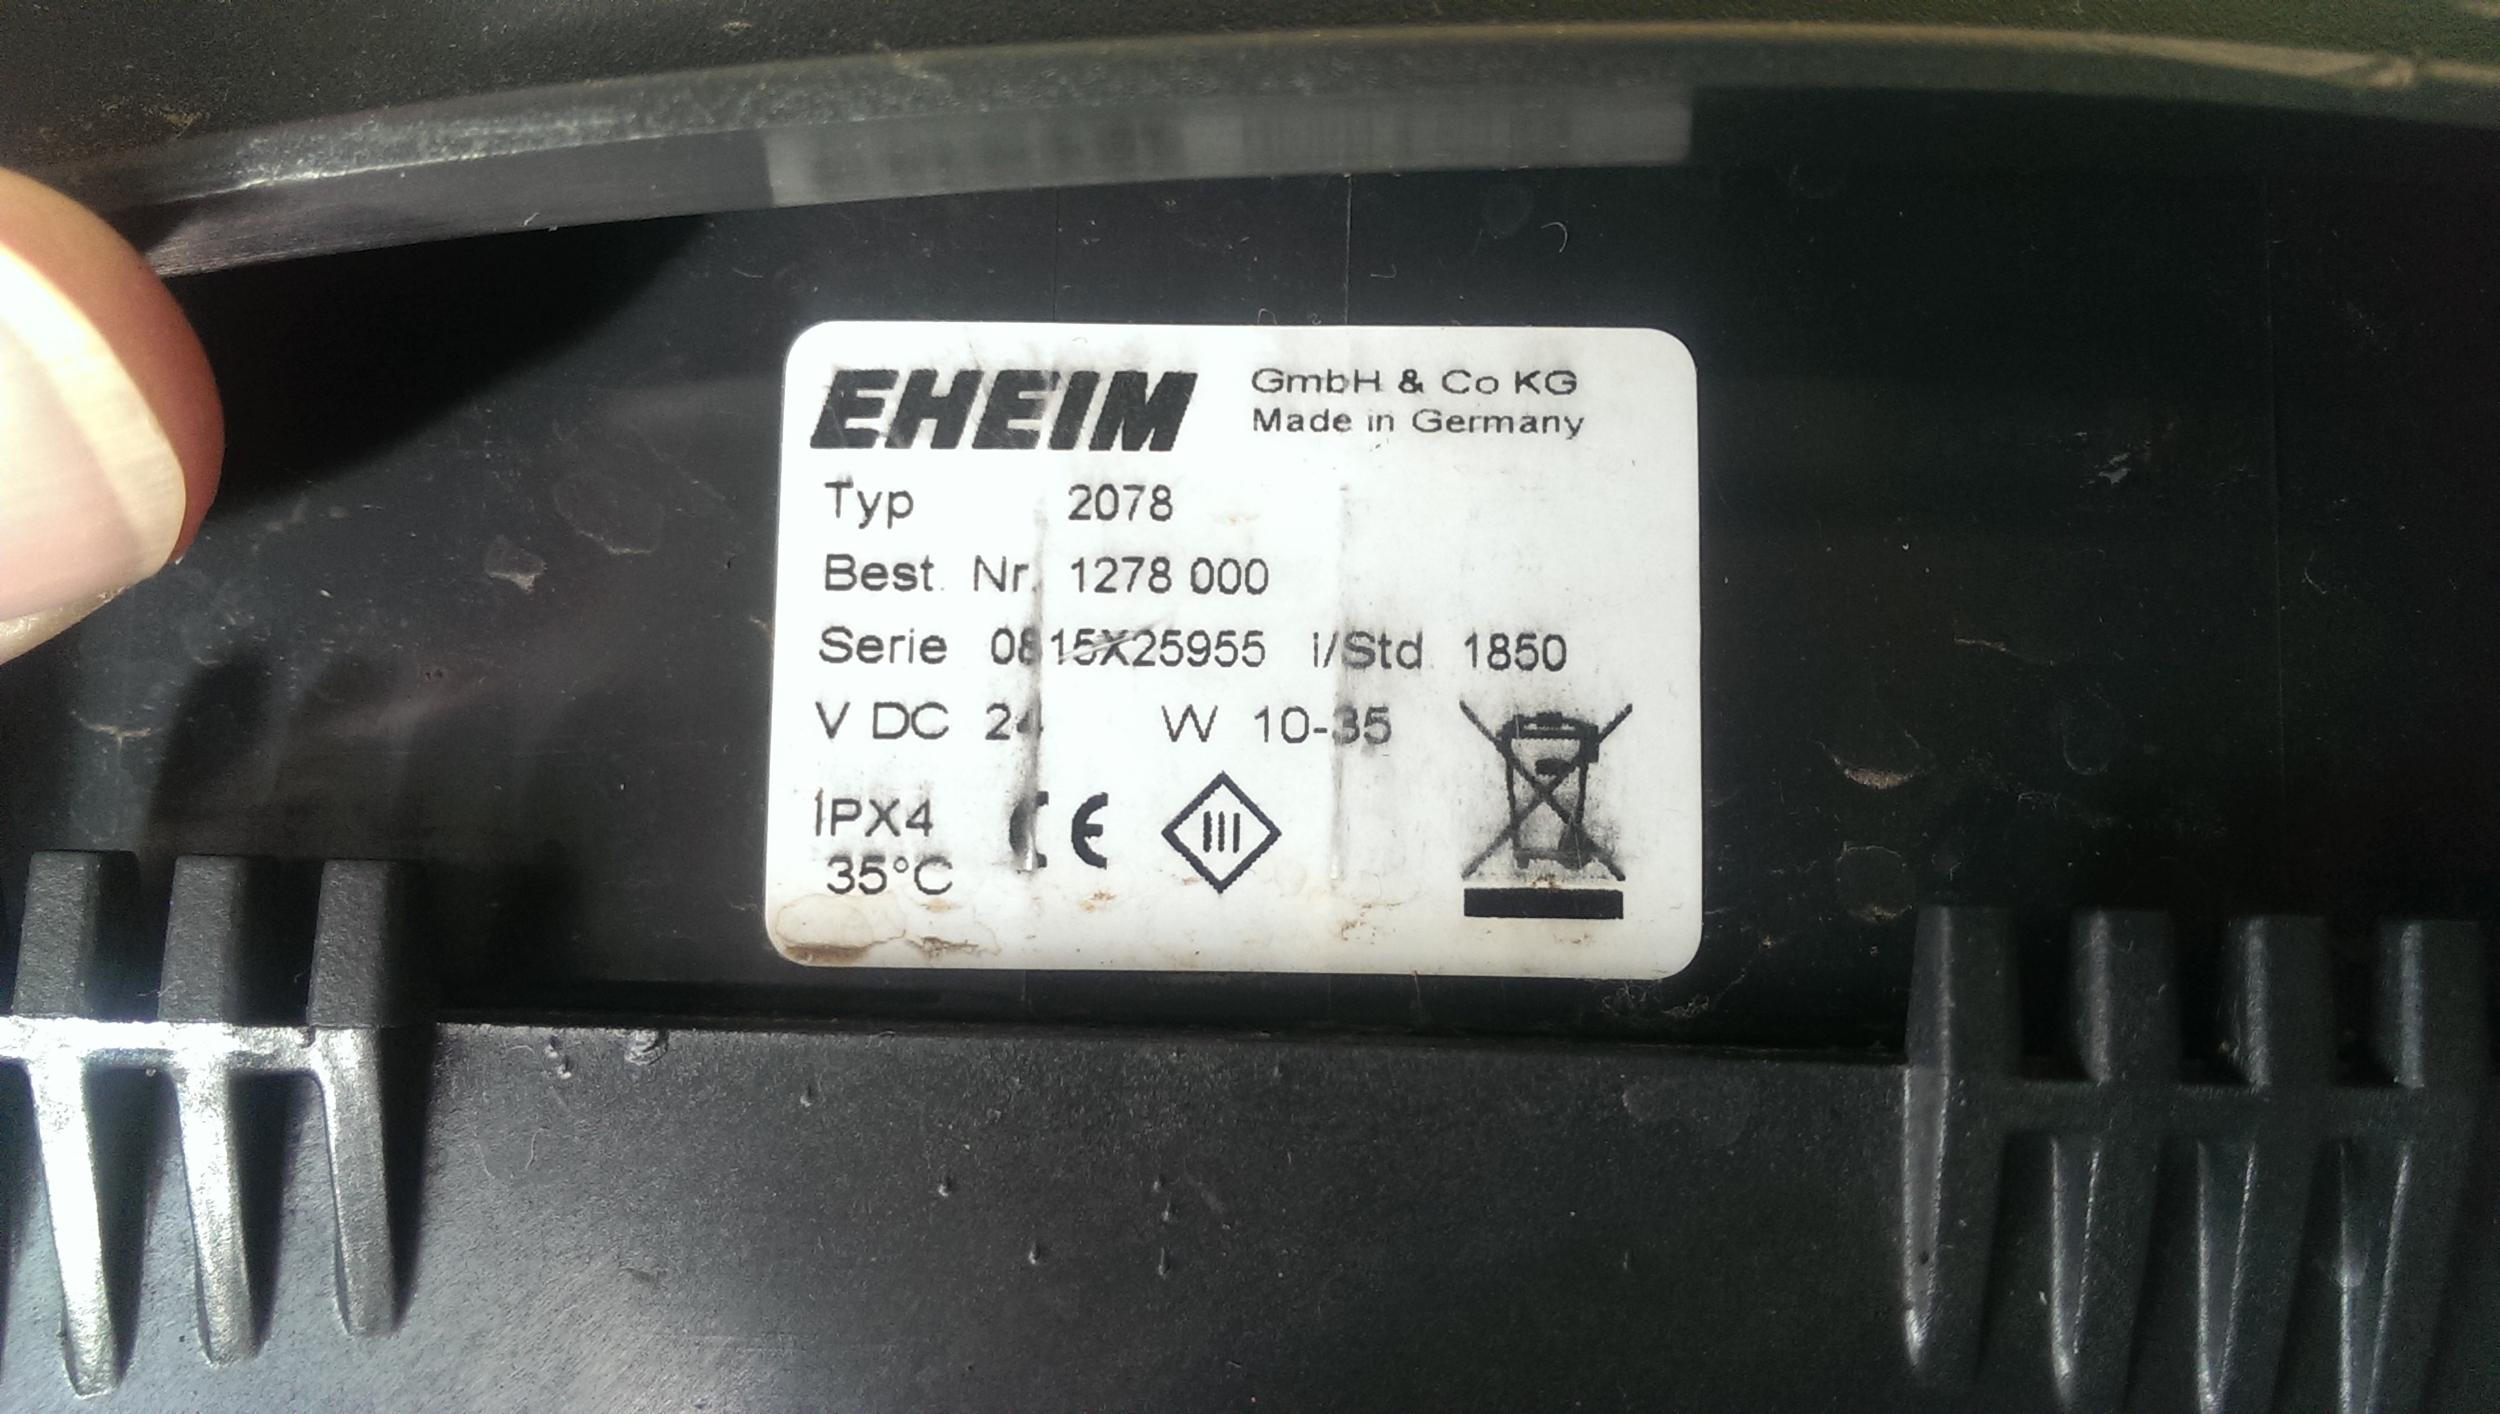 EHEIM GmbH & Co KG
Made in Germany
Typ 2078
Best. Nr. 1278 000
Serie 0815X25955 l/Std 1850
V DC 24 W 10-35
IPX4 CE III
35°C